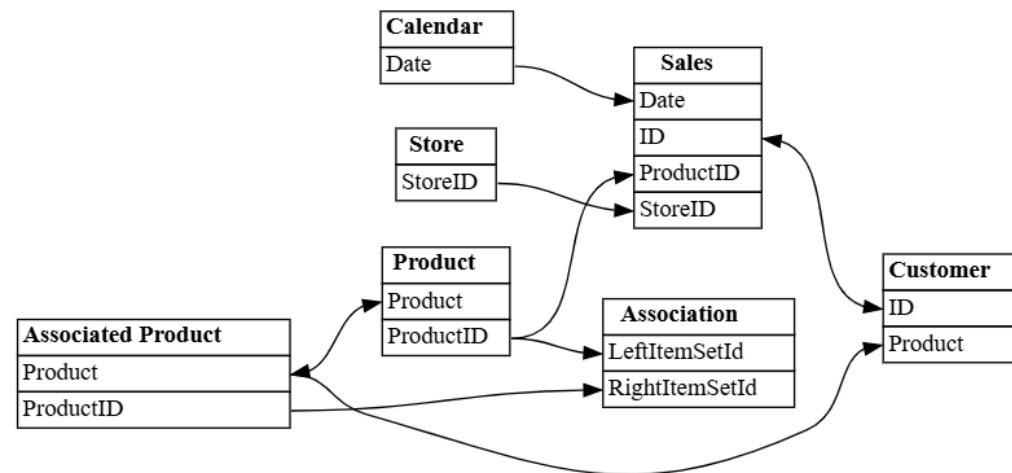 Calendar
Date
Sales
Date
ID
ProductID
StoreID
Store
StoreID
Product
Product
ProductID
Customer
ID
Product
Association
LeftItemSetId
RightItemSetId
Associated Product
Product
ProductID